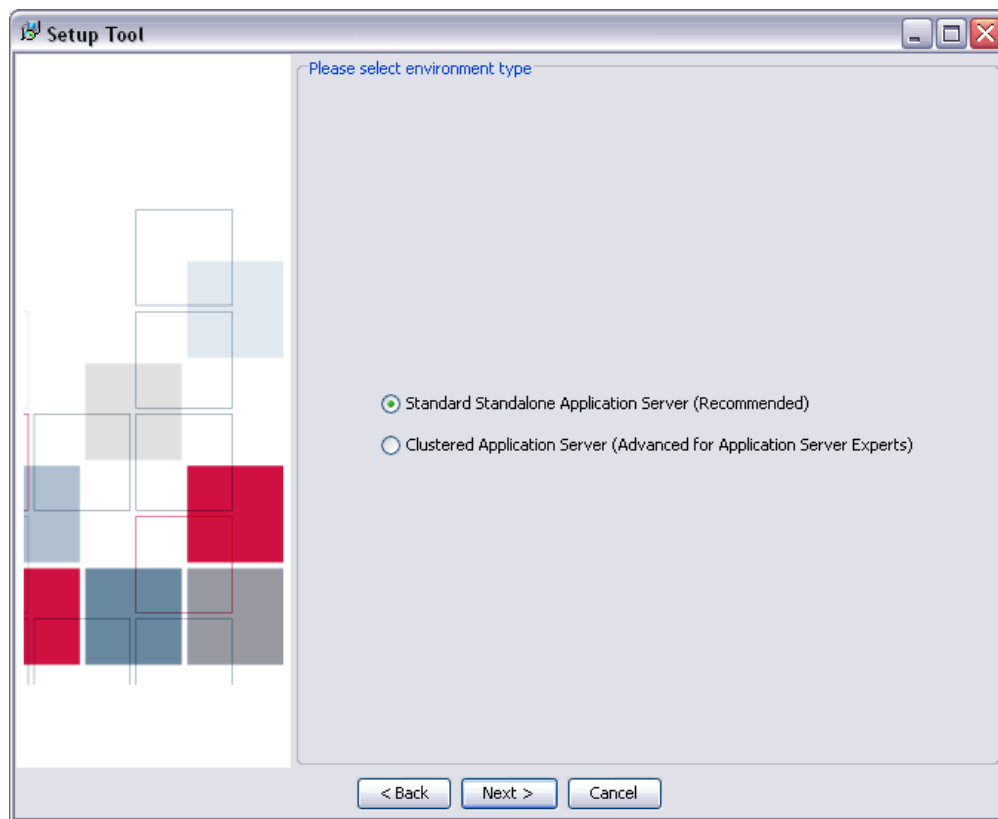 Setup Tool
Please select environment type
Standard Standalone Application Server (Recommended)
Clustered Application Server (Advanced for Application Server Experts)
< Back
Next >
Cancel